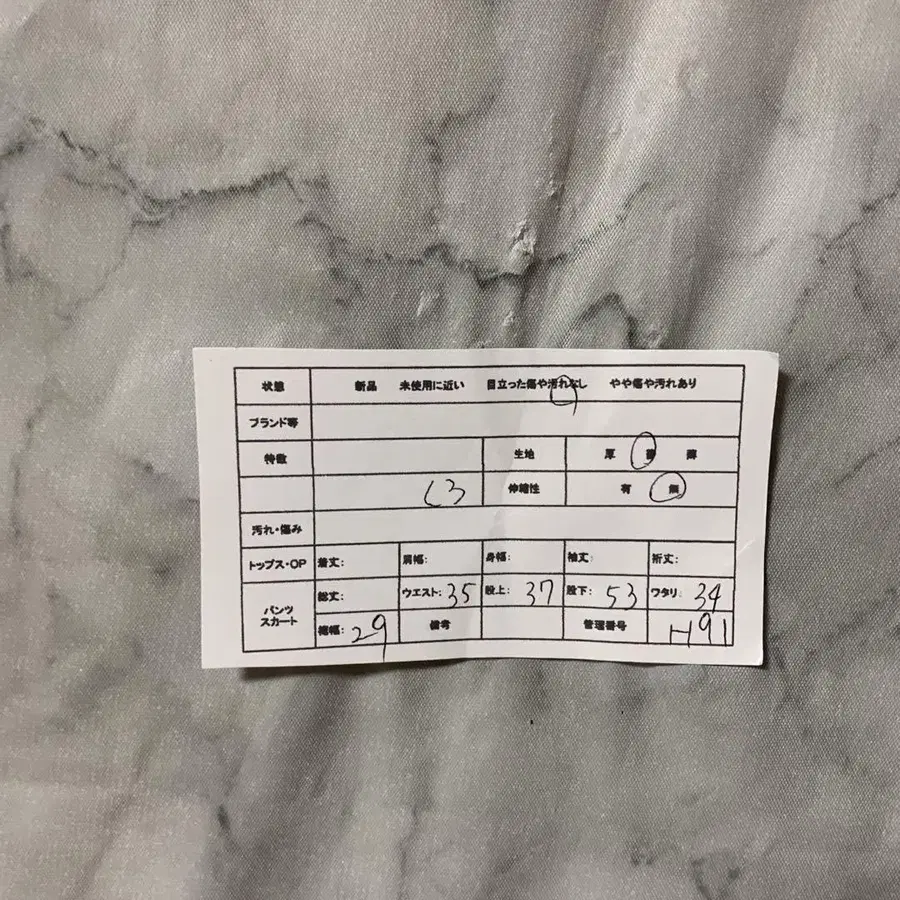 状態 新品 未使用に近い 目立った傷や汚れなし やや傷や汚れあり
ブランド等
特徴 生地 厚 普 薄
伸縮性 有 無
汚れ・傷み
トップス・OP 着丈: 肩幅: 身幅: 袖丈: 裄丈:
パンツ スカート 総丈: ウエスト: 35 股上: 37 股下: 53 ワタリ: 34
裾幅: 29 備考 管理番号 H91